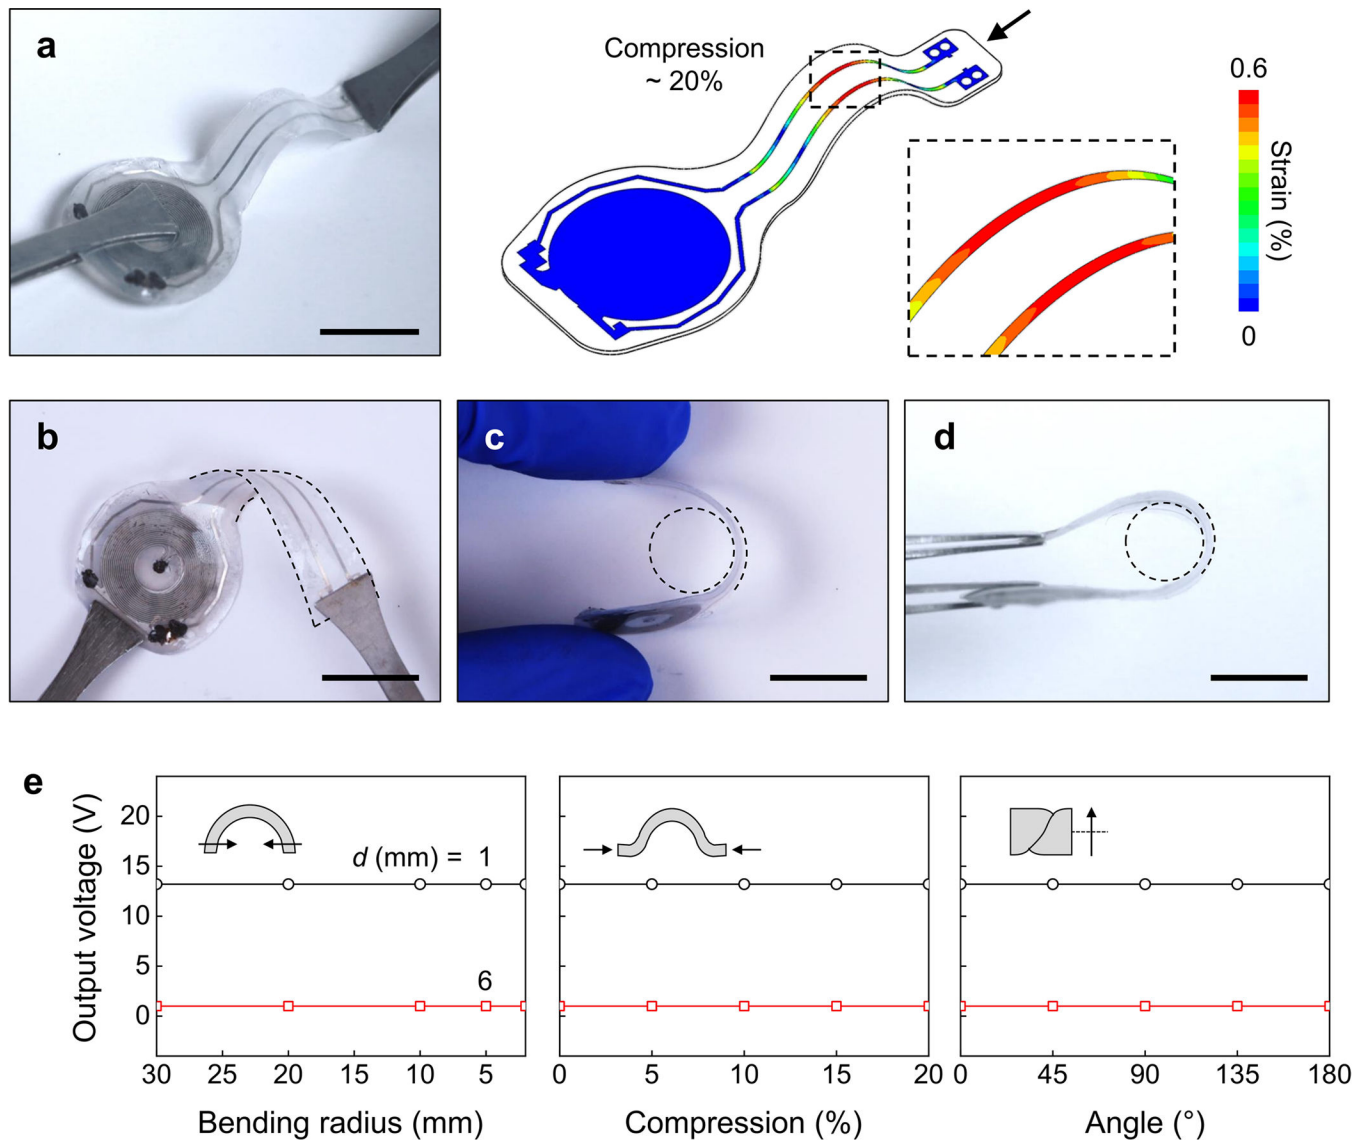 a
Compression
~ 20%
0.6
Strain (%)
0
b
c
d
e
Output voltage (V)
20
15
10
5
0
d (mm) = 1
6
30 25 20 15 10 5
Bending radius (mm)
0 5 10 15 20
Compression (%)
0 45 90 135 180
Angle (°)